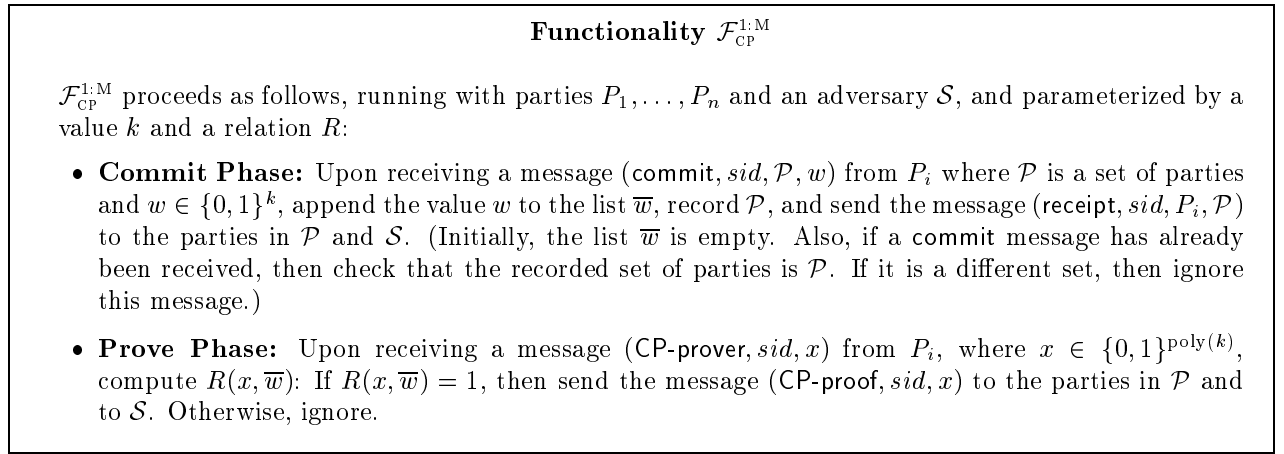 Functionality $\mathcal{F}_{\text{CP}}^{1:\text{M}}$
$\mathcal{F}_{\text{CP}}^{1:\text{M}}$ proceeds as follows, running with parties $P_1, \ldots, P_n$ and an adversary $\mathcal{S}$, and parameterized by a
value $k$ and a relation $R$:
• Commit Phase: Upon receiving a message (commit, $sid, \mathcal{P}, w$) from $P_i$ where $\mathcal{P}$ is a set of parties
and $w \in \{0,1\}^k$, append the value $w$ to the list $\overline{w}$, record $\mathcal{P}$, and send the message (receipt, $sid, P_i, \mathcal{P}$)
to the parties in $\mathcal{P}$ and $\mathcal{S}$. (Initially, the list $\overline{w}$ is empty. Also, if a commit message has already
been received, then check that the recorded set of parties is $\mathcal{P}$. If it is a different set, then ignore
this message.)
• Prove Phase: Upon receiving a message (CP-prover, $sid, x$) from $P_i$, where $x \in \{0,1\}^{\text{poly}(k)}$,
compute $R(x, \overline{w})$: If $R(x, \overline{w}) = 1$, then send the message (CP-proof, $sid, x$) to the parties in $\mathcal{P}$ and
to $\mathcal{S}$. Otherwise, ignore.